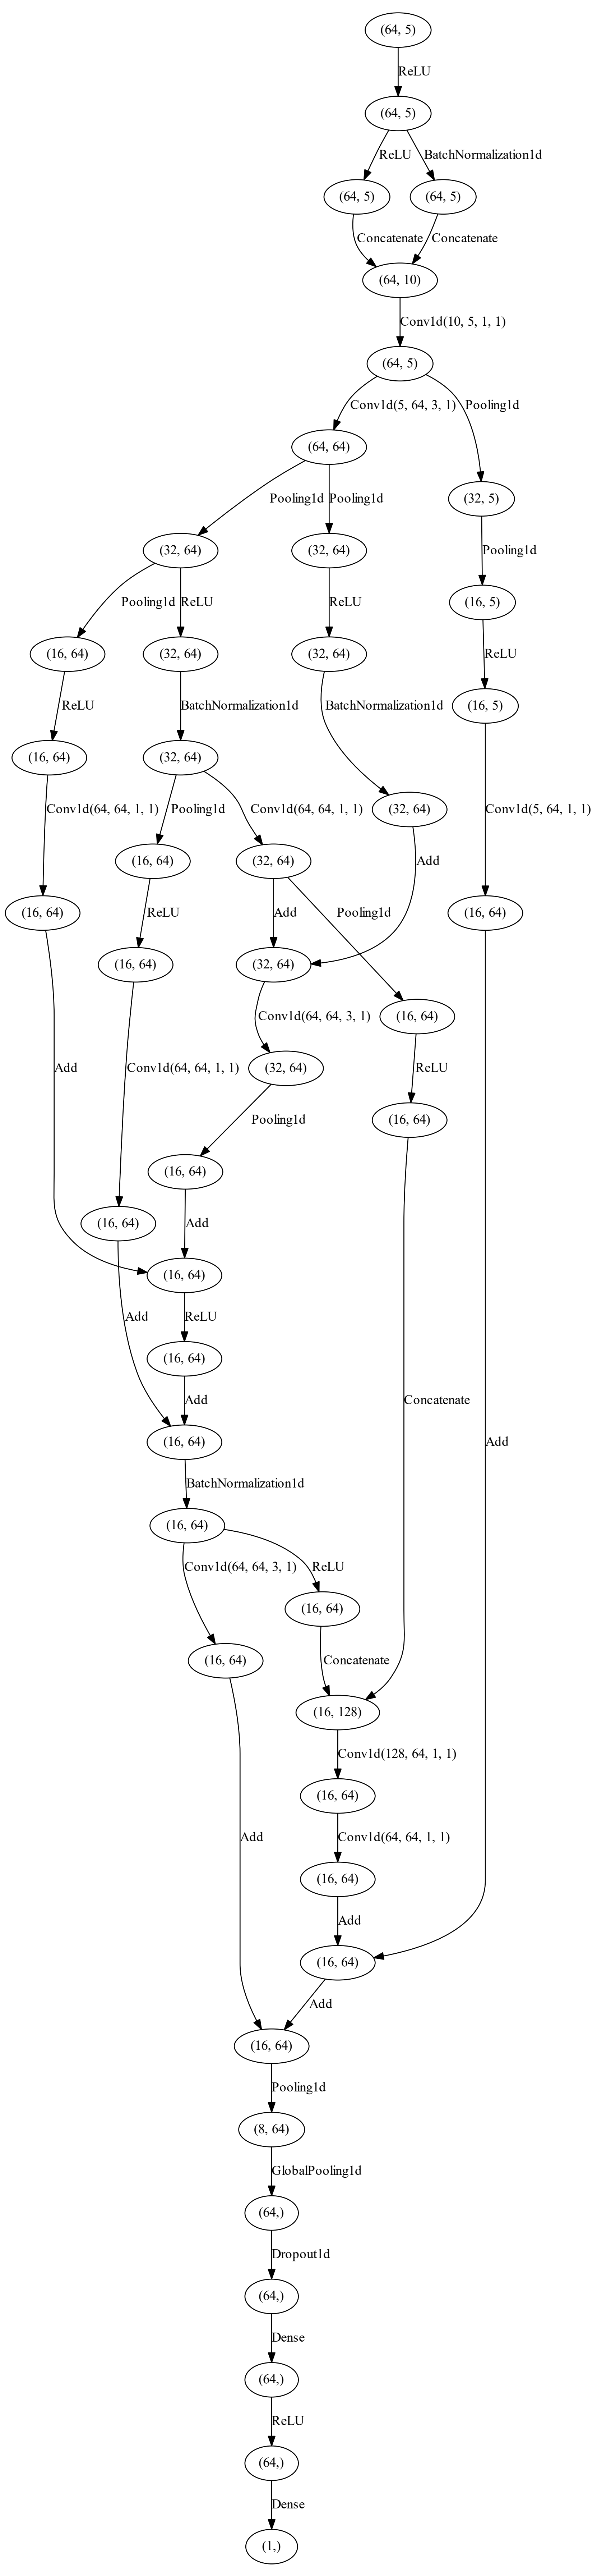 (64, 5)
ReLU
(64, 5)
ReLU BatchNormalization1d
(64, 5) (64, 5)
Concatenate Concatenate
(64, 10)
Conv1d(10, 5, 1, 1)
(64, 5)
Conv1d(5, 64, 3, 1) Pooling1d
(64, 64)
Pooling1d Pooling1d
(32, 5)
(32, 64) (32, 64)
Pooling1d
Pooling1d ReLU ReLU
(16, 5)
(16, 64) (32, 64) (32, 64)
ReLU
ReLU BatchNormalization1d BatchNormalization1d
(16, 5)
(16, 64) (32, 64)
Conv1d(64, 64, 1, 1) Pooling1d Conv1d(64, 64, 1, 1) (32, 64) Conv1d(5, 64, 1, 1)
(16, 64) (32, 64) Add
(16, 64) ReLU Add Pooling1d (16, 64)
(16, 64) (32, 64)
Conv1d(64, 64, 3, 1) (16, 64)
Add Conv1d(64, 64, 1, 1) (32, 64) ReLU
Pooling1d (16, 64)
(16, 64)
(16, 64) Add
(16, 64)
Add ReLU
(16, 64)
Add Concatenate
(16, 64) Add
BatchNormalization1d
(16, 64)
Conv1d(64, 64, 3, 1) ReLU
(16, 64)
(16, 64) Concatenate
(16, 128)
Conv1d(128, 64, 1, 1)
(16, 64)
Add Conv1d(64, 64, 1, 1)
(16, 64)
Add
(16, 64)
Add
(16, 64)
Pooling1d
(8, 64)
GlobalPooling1d
(64,)
Dropout1d
(64,)
Dense
(64,)
ReLU
(64,)
Dense
(1,)